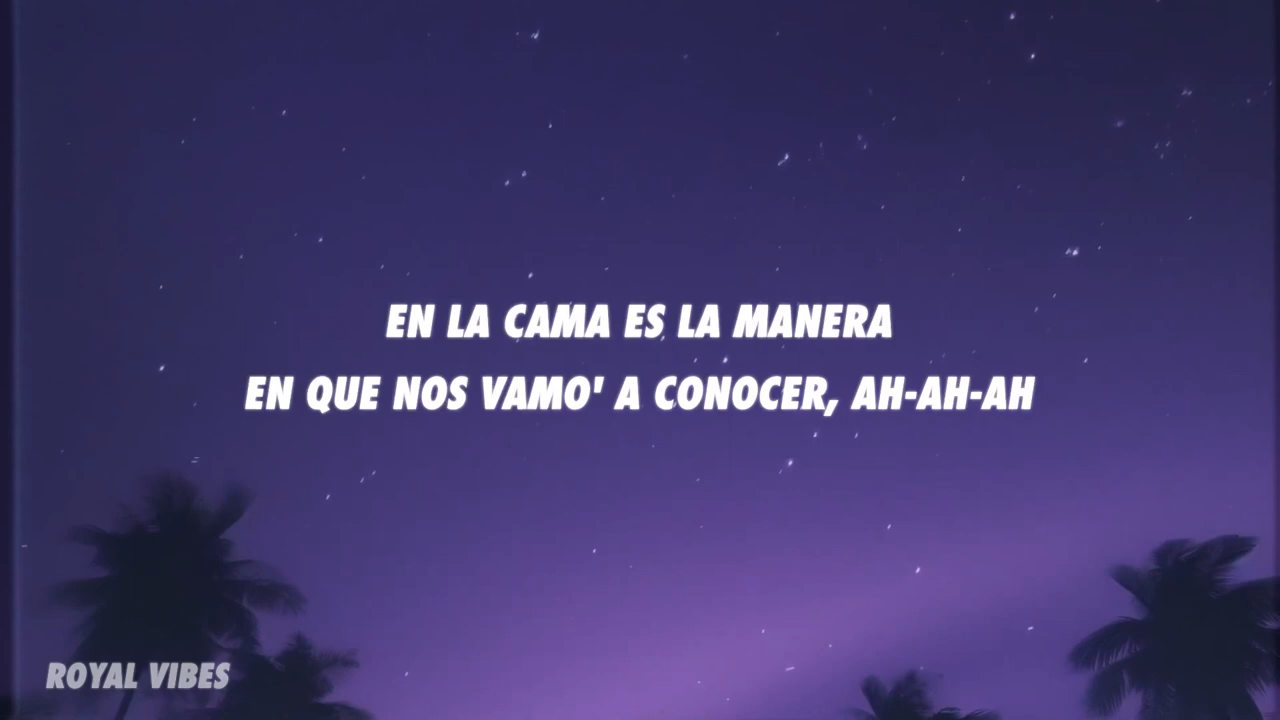 EN LA CAMA ES LA MANERA
EN QUE NOS VAMO' A CONOCER, AH-AH-AH
ROYAL VIBES